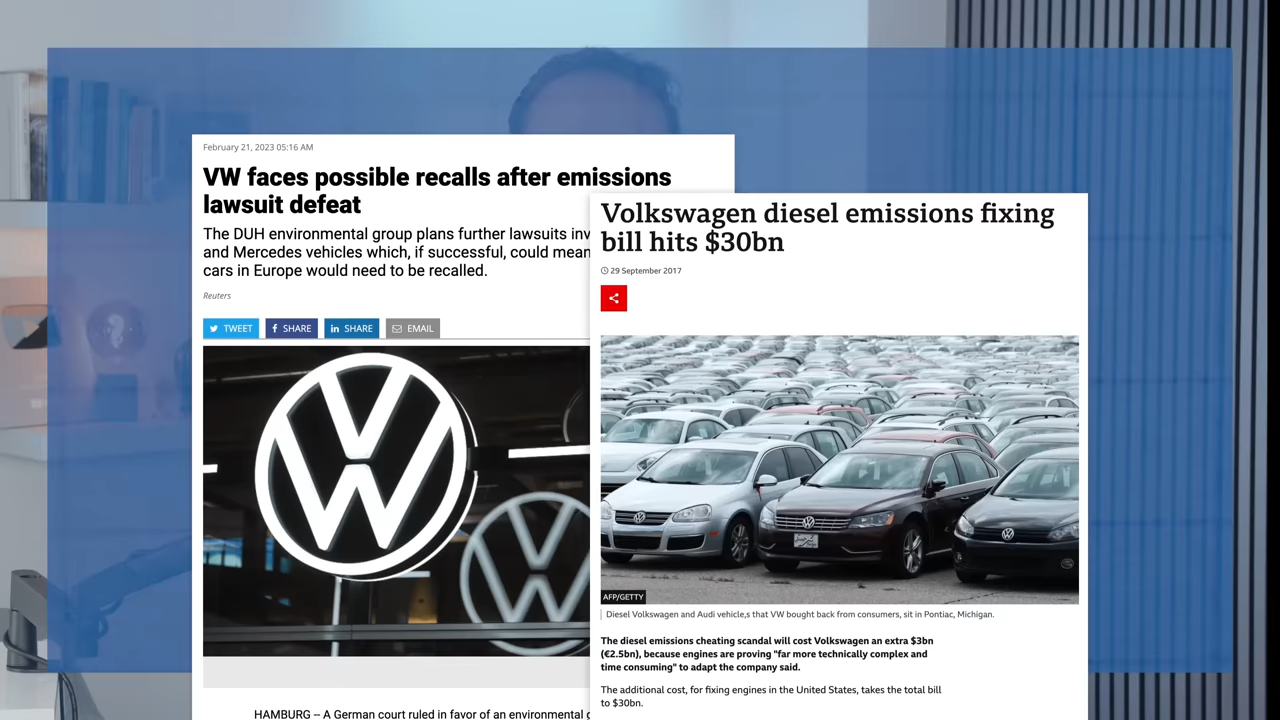 February 21, 2023 05:16 AM
VW faces possible recalls after emissions
lawsuit defeat
The DUH environmental group plans further lawsuits
and Mercedes vehicles which, if successful, could mean
cars in Europe would need to be recalled.
Reuters
TWEET
SHARE
SHARE
EMAIL
HAMBURG -- A German court ruled in favor of an environmental
Volkswagen diesel emissions fixing
bill hits $30bn
29 September 2017
AFP/GETTY
Diesel Volkswagen and Audi vehicle,s that VW bought back from consumers, sit in Pontiac, Michigan.
The diesel emissions cheating scandal will cost Volkswagen an extra $3bn
(€2.5bn), because engines are proving "far more technically complex and
time consuming" to adapt the company said.
The additional cost, for fixing engines in the United States, takes the total bill
to $30bn.